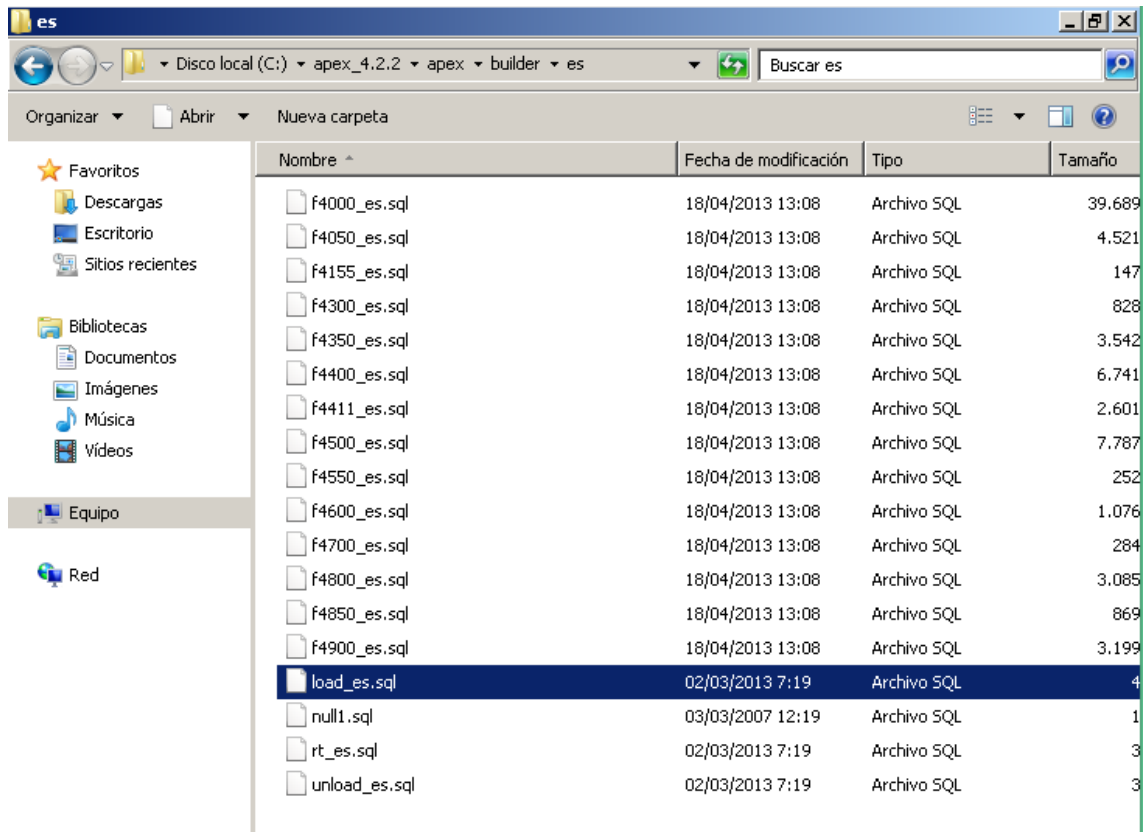 es
Disco local (C:) apex_4.2.2 apex builder es Buscar es
Organizar Abrir Nueva carpeta
Favoritos
Descargas
Escritorio
Sitios recientes
Bibliotecas
Documentos
Imágenes
Música
Vídeos
Equipo
Red
Nombre Fecha de modificación Tipo Tamaño
f4000_es.sql 18/04/2013 13:08 Archivo SQL 39.689
f4050_es.sql 18/04/2013 13:08 Archivo SQL 4.521
f4155_es.sql 18/04/2013 13:08 Archivo SQL 147
f4300_es.sql 18/04/2013 13:08 Archivo SQL 828
f4350_es.sql 18/04/2013 13:08 Archivo SQL 3.542
f4400_es.sql 18/04/2013 13:08 Archivo SQL 6.741
f4411_es.sql 18/04/2013 13:08 Archivo SQL 2.601
f4500_es.sql 18/04/2013 13:08 Archivo SQL 7.787
f4550_es.sql 18/04/2013 13:08 Archivo SQL 252
f4600_es.sql 18/04/2013 13:08 Archivo SQL 1.076
f4700_es.sql 18/04/2013 13:08 Archivo SQL 284
f4800_es.sql 18/04/2013 13:08 Archivo SQL 3.085
f4850_es.sql 18/04/2013 13:08 Archivo SQL 869
f4900_es.sql 18/04/2013 13:08 Archivo SQL 3.199
load_es.sql 02/03/2013 7:19 Archivo SQL 4
null1.sql 03/03/2007 12:19 Archivo SQL 1
rt_es.sql 02/03/2013 7:19 Archivo SQL 3
unload_es.sql 02/03/2013 7:19 Archivo SQL 3